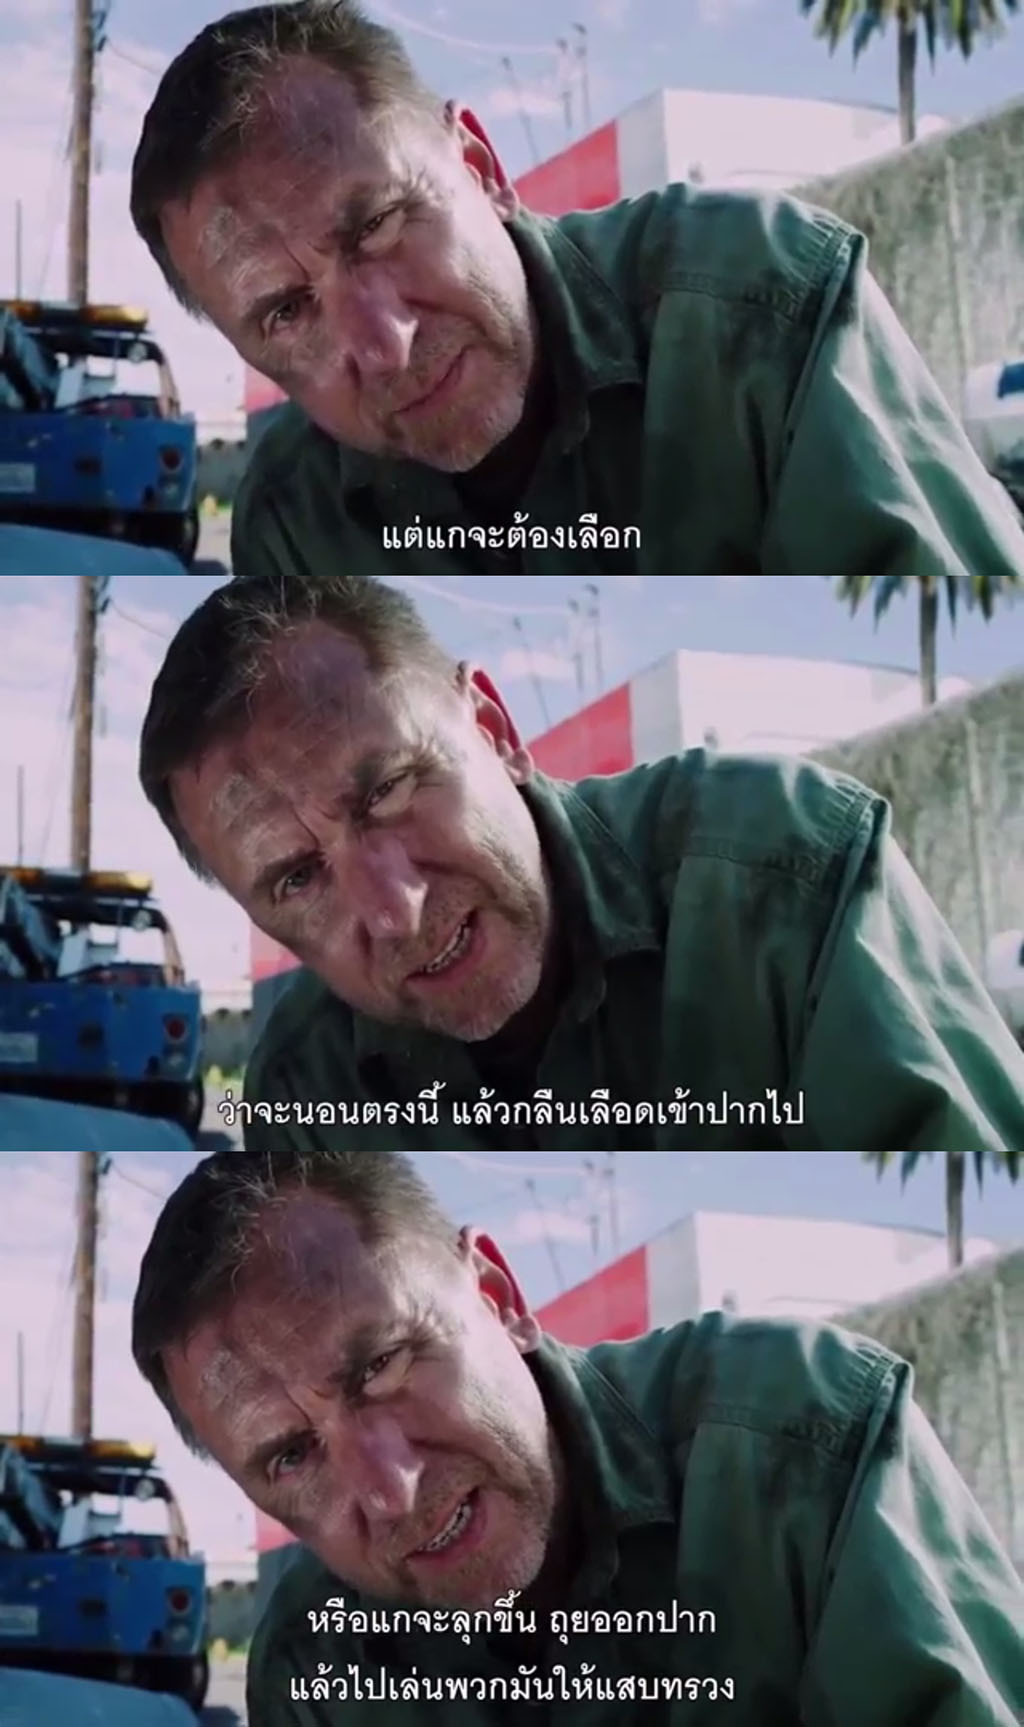 แต่แกจะต้องเลือก
ว่าจะนอนตรงนี้ แล้วกลืนเลือดเข้าปากไป
หรือแกจะลุกขึ้น ถุยออกปาก
แล้วไปเล่นพวกมันให้แสบทรวง